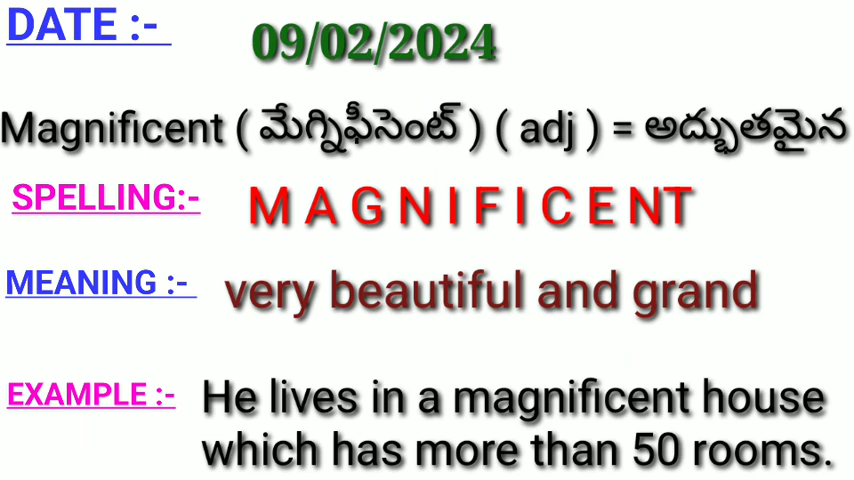 DATE :-
09/02/2024
Magnificent ( మేగ్నిఫీసెంట్ ) ( adj ) = అద్భుతమైన
SPELLING:- M A G N I F I C E N T
MEANING :- very beautiful and grand
EXAMPLE :- He lives in a magnificent house
which has more than 50 rooms.